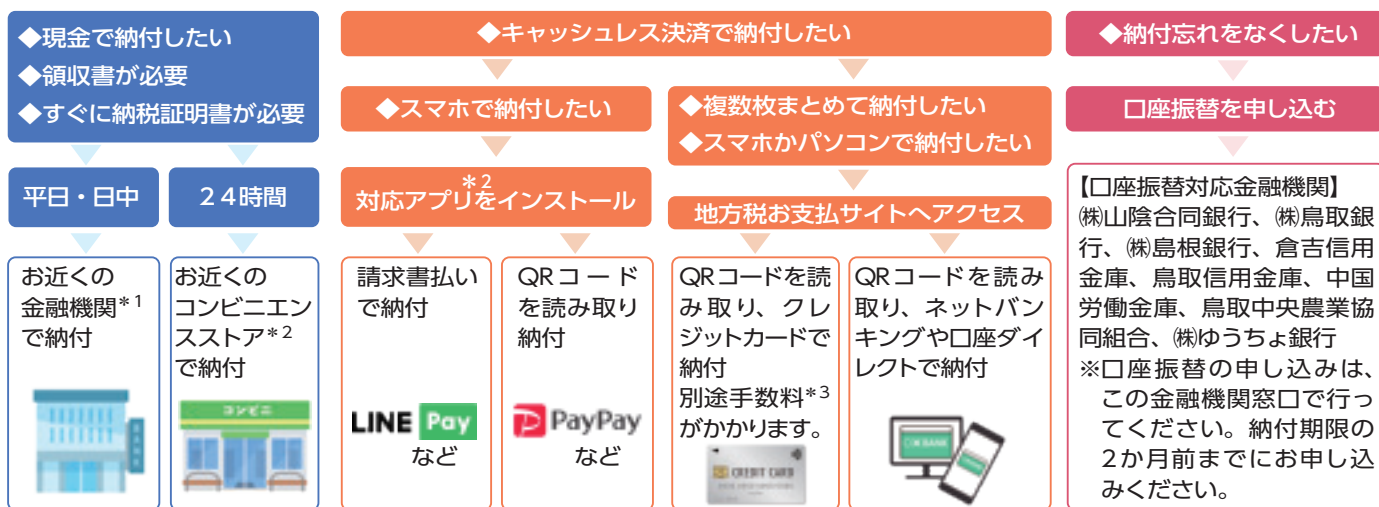 ◆現金で納付したい
◆領収書が必要
◆すぐに納税証明書が必要
平日・日中
24時間
お近くの
金融機関*1
で納付
お近くの
コンビニエン
スストア*2
で納付
コンビニ
◆キャッシュレス決済で納付したい
◆スマホで納付したい
*2
対応アプリをインストール
請求書払い
で納付
LINE Pay
など
QRコード
を読み取り
納付
PayPay
など
◆複数枚まとめて納付したい
◆スマホかパソコンで納付したい
地方税お支払サイトへアクセス
QRコードを読
み取り、クレ
ジットカードで
納付
別途手数料*3
がかかります。
CREDIT CARD
QRコードを読み
取り、ネットバン
キングや口座ダイ
レクトで納付
◆納付忘れをなくしたい
口座振替を申し込む
【口座振替対応金融機関】
㈱山陰合同銀行、㈱鳥取銀
行、㈱島根銀行、倉吉信用
金庫、鳥取信用金庫、中国
労働金庫、鳥取中央農業協
同組合、㈱ゆうちょ銀行
※口座振替の申し込みは、
この金融機関窓口で行っ
てください。納付期限の
2か月前までにお申し込
みください。